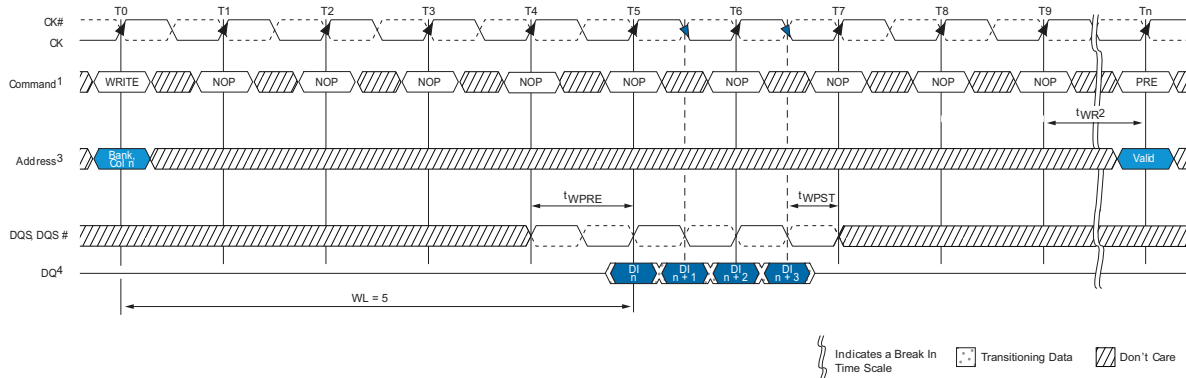 T0 T1 T2 T3 T4 T5 T6 T7 T8 T9 Tn
CK#
CK
Command1 WRITE NOP NOP NOP NOP NOP NOP NOP NOP NOP PRE
tWR2
Address3 Bank, Col n Valid
tWPRE tWPST
DQS, DQS #
DQ4 DI n DI n + 1 DI n + 2 DI n + 3
WL = 5
Indicates a Break In
Time Scale
Transitioning Data
Don't Care